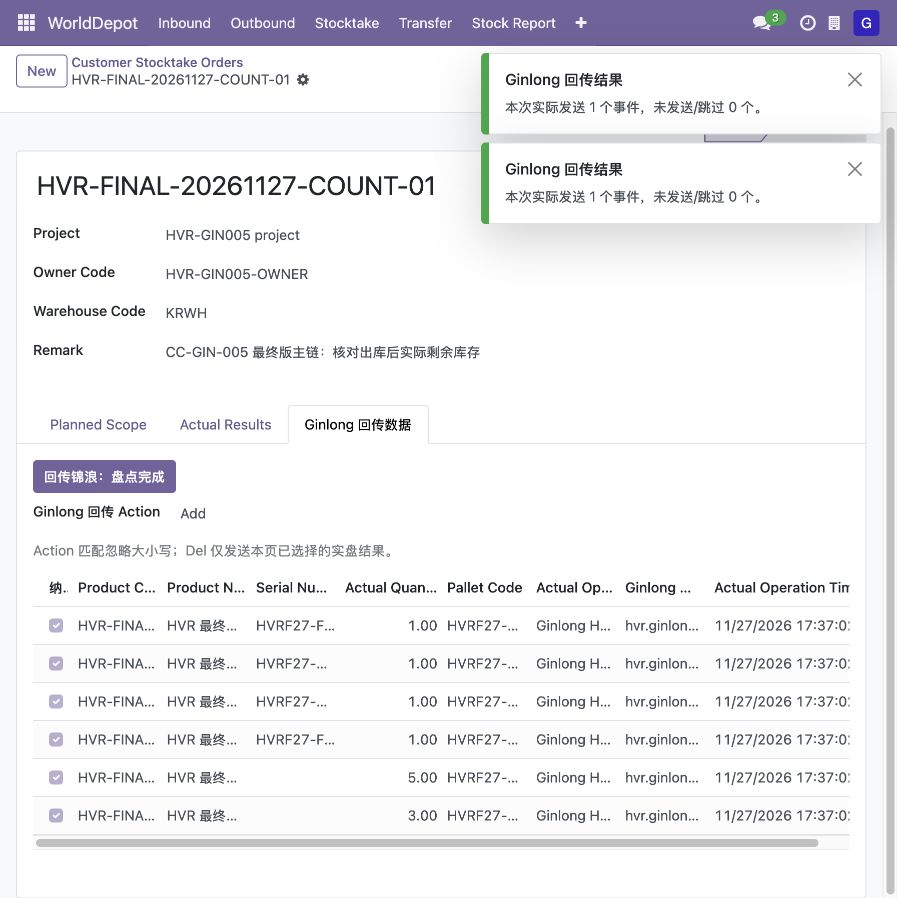 WorldDepot Inbound Outbound Stocktake Transfer Stock Report + 3 G
New
Customer Stocktake Orders
HVR-FINAL-20261127-COUNT-01
Ginlong 回传结果
本次实际发送 1 个事件，未发送/跳过 0 个。
Ginlong 回传结果
本次实际发送 1 个事件，未发送/跳过 0 个。
HVR-FINAL-20261127-COUNT-01
Project HVR-GIN005 project
Owner Code HVR-GIN005-OWNER
Warehouse Code KRWH
Remark CC-GIN-005 最终版主链：核对出库后实际剩余库存
Planned Scope Actual Results Ginlong 回传数据
回传锦浪：盘点完成
Ginlong 回传 Action Add
Action 匹配忽略大小写；Del 仅发送本页已选择的实盘结果。
纳... Product C... Product N... Serial Nu... Actual Quan... Pallet Code Actual Op... Ginlong ... Actual Operation Tim
HVR-FINA... HVR 最终... HVRF27-F... 1.00 HVRF27-... Ginlong H... hvr.ginlon... 11/27/2026 17:37:02
HVR-FINA... HVR 最终... HVRF27-... 1.00 HVRF27-... Ginlong H... hvr.ginlon... 11/27/2026 17:37:02
HVR-FINA... HVR 最终... HVRF27-... 1.00 HVRF27-... Ginlong H... hvr.ginlon... 11/27/2026 17:37:02
HVR-FINA... HVR 最终... HVRF27-F... 1.00 HVRF27-... Ginlong H... hvr.ginlon... 11/27/2026 17:37:02
HVR-FINA... HVR 最终... 5.00 HVRF27-... Ginlong H... hvr.ginlon... 11/27/2026 17:37:02
HVR-FINA... HVR 最终... 3.00 HVRF27-... Ginlong H... hvr.ginlon... 11/27/2026 17:37:02